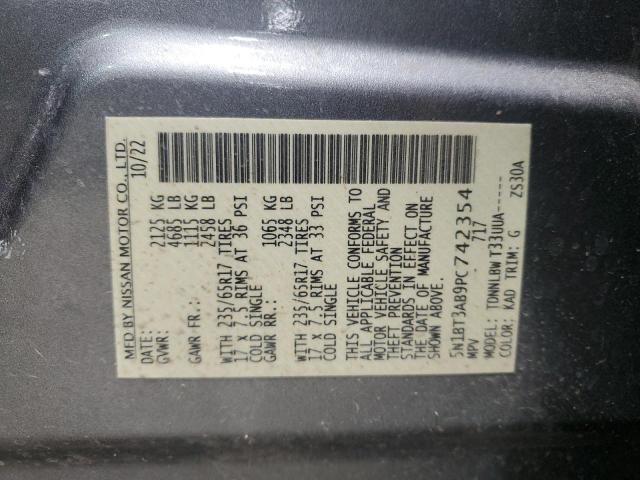 MFD BY NISSAN MOTOR CO., LTD.
DATE: 10/22
GVWR: 2125 KG
4685 LB
GAWR FR.: 1115 KG
2458 LB
WITH 235/65R17 TIRES
17 x 7.5 RIMS AT 36 PSI
COLD SINGLE
GAWR RR.: 1065 KG
2348 LB
WITH 235/65R17 TIRES
17 x 7.5 RIMS AT 33 PSI
COLD SINGLE
THIS VEHICLE CONFORMS TO
ALL APPLICABLE FEDERAL
MOTOR VEHICLE SAFETY AND
THEFT PREVENTION
STANDARDS IN EFFECT ON
THE DATE OF MANUFACTURE
SHOWN ABOVE.
5N1BT3AB9PC742354
MPV 717
MODEL: TDNNLBW T33UUA-----
COLOR: KAD TRIM: G ZS30A